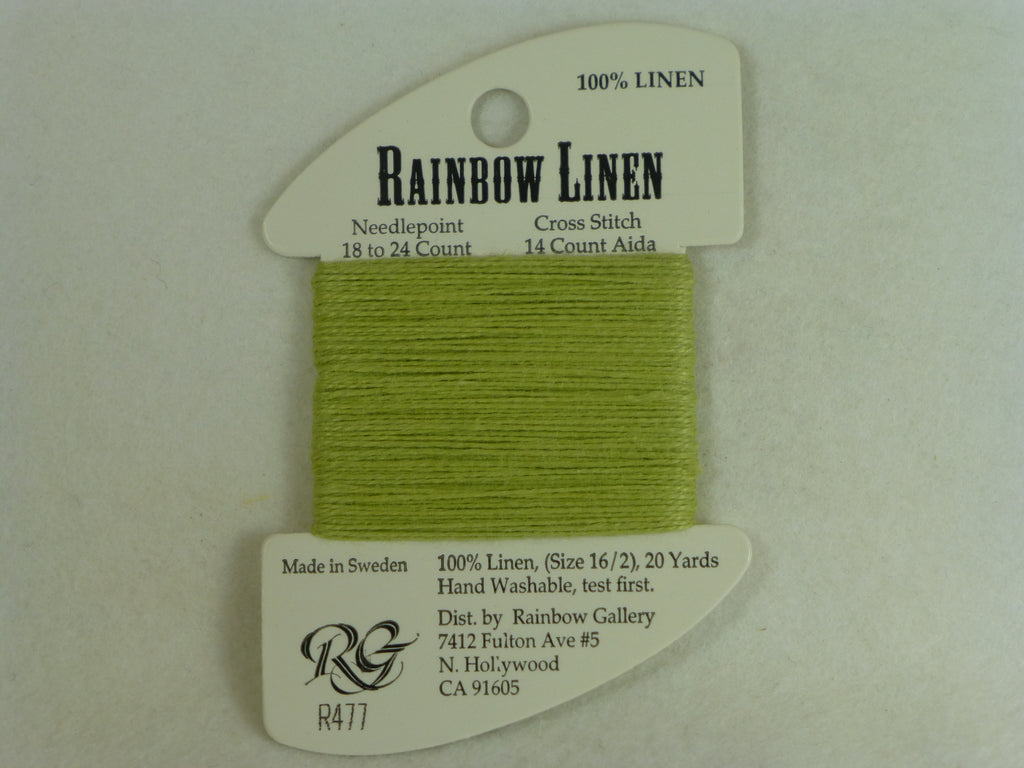 100% LINEN
RAINBOW LINEN
Needlepoint
18 to 24 Count
Cross Stitch
14 Count Aida
Made in Sweden
100% Linen, (Size 16/2), 20 Yards
Hand Washable, test first.
Dist. by Rainbow Gallery
7412 Fulton Ave #5
N. Hollywood
CA 91605
RG
R477